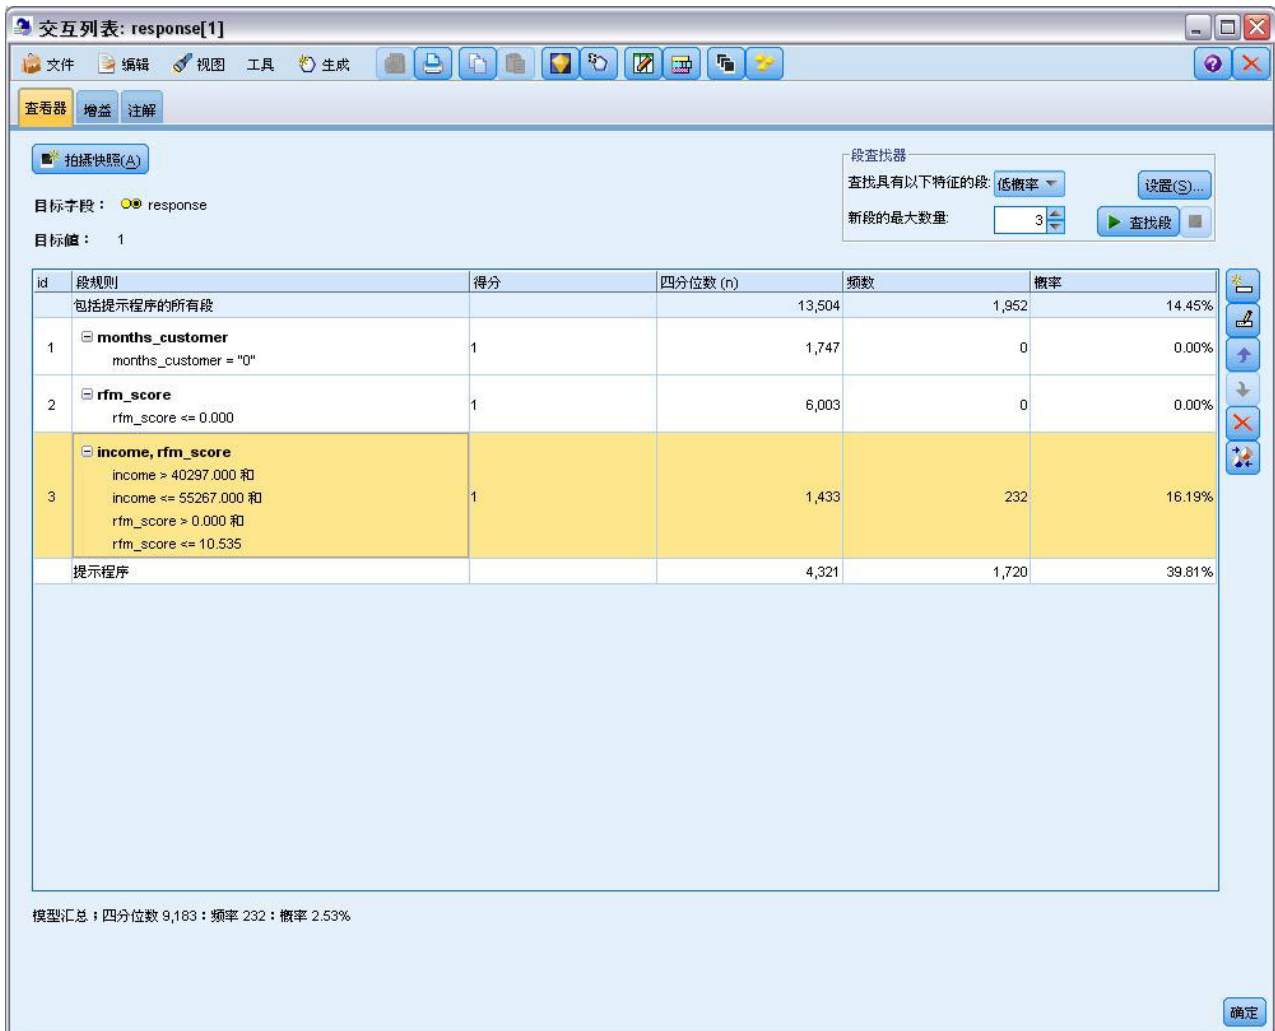 交互列表: response[1]
文件 编辑 视图 工具 生成
查看器 增益 注解
拍摄快照(A)
目标字段： response
目标值： 1
段查找器
查找具有以下特征的段: 低概率 设置(S)...
新段的最大数量: 3 查找段
id 段规则 得分 四分位数 (n) 频数 概率
包括提示程序的所有段 13,504 1,952 14.45%
months_customer
1 1 1,747 0 0.00%
months_customer = "0"
rfm_score
2 1 6,003 0 0.00%
rfm_score <= 0.000
income, rfm_score
income > 40297.000 和
3 income <= 55267.000 和 1 1,433 232 16.19%
rfm_score > 0.000 和
rfm_score <= 10.535
提示程序 4,321 1,720 39.81%
模型汇总；四分位数 9,183：频率 232：概率 2.53%
确定